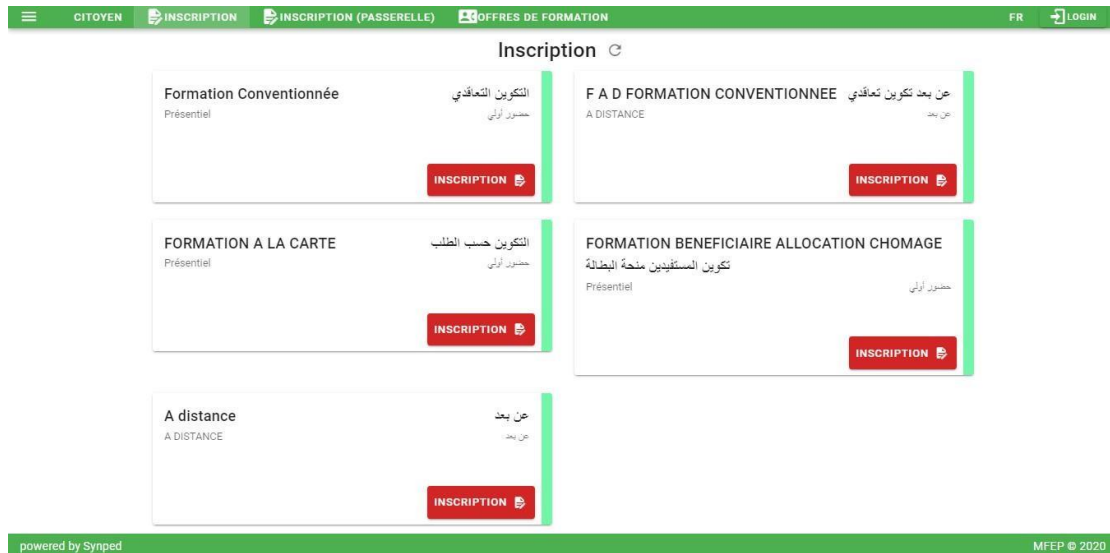 CITOYEN INSCRIPTION INSCRIPTION (PASSERELLE) OFFRES DE FORMATION FR LOGIN
Inscription
Formation Conventionnée التكوين التعاقدي
Présentiel حضور أولي
INSCRIPTION
F A D FORMATION CONVENTIONNEE عن بعد تكوين تعاقدي
A DISTANCE عن بعد
INSCRIPTION
FORMATION A LA CARTE التكوين حسب الطلب
Présentiel حضور أولي
INSCRIPTION
FORMATION BENEFICIAIRE ALLOCATION CHOMAGE
تكوين المستفيدين منحة البطالة
Présentiel حضور أولي
INSCRIPTION
A distance عن بعد
A DISTANCE عن بعد
INSCRIPTION
powered by Synped MFEP © 2020